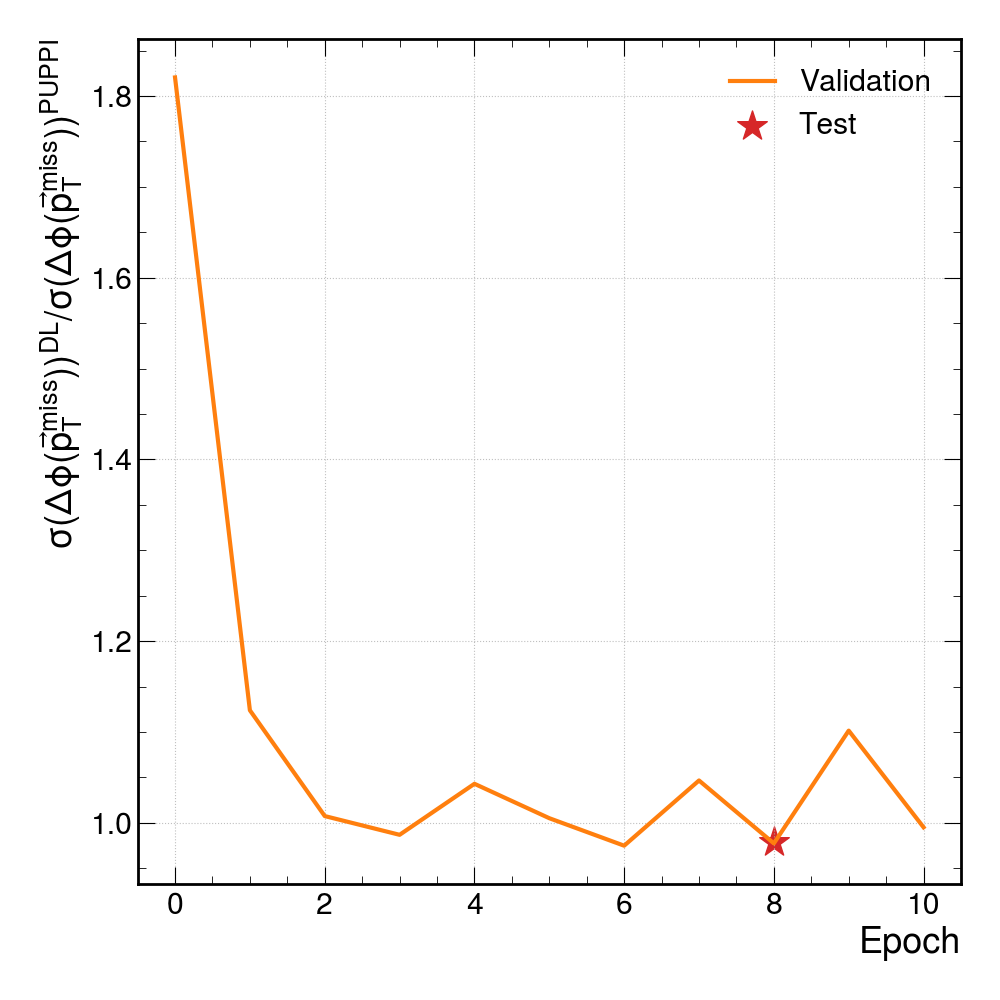 σ(Δϕ(p⃗_T^miss))^DL/σ(Δϕ(p⃗_T^miss))^PUPPI
Validation
Test
1.8
1.6
1.4
1.2
1.0
0 2 4 6 8 10
Epoch